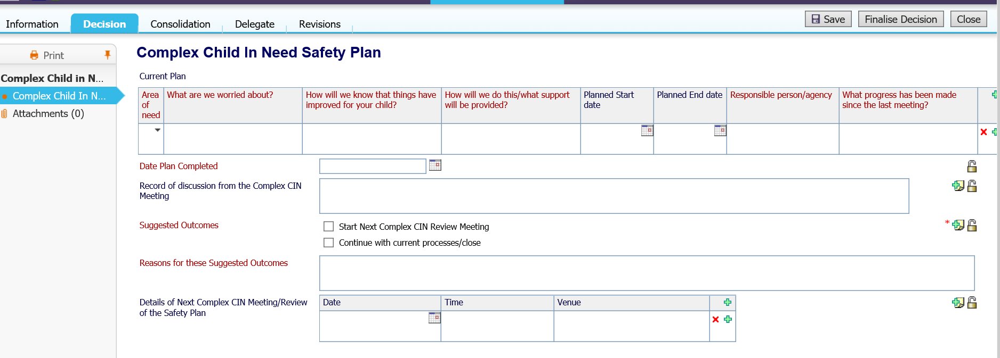 Information
Decision
Consolidation
Delegate
Revisions
Save
Finalise Decision
Close
Print
Complex Child in N...
Complex Child In N...
Attachments (0)
Complex Child In Need Safety Plan
Current Plan
Area
of
need
What are we worried about?
How will we know that things have
improved for your child?
How will we do this/what support
will be provided?
Planned Start
date
Planned End date
Responsible person/agency
What progress has been made
since the last meeting?
Date Plan Completed
Record of discussion from the Complex CIN
Meeting
Suggested Outcomes
Start Next Complex CIN Review Meeting
Continue with current processes/close
*
Reasons for these Suggested Outcomes
Details of Next Complex CIN Meeting/Review
of the Safety Plan
Date
Time
Venue